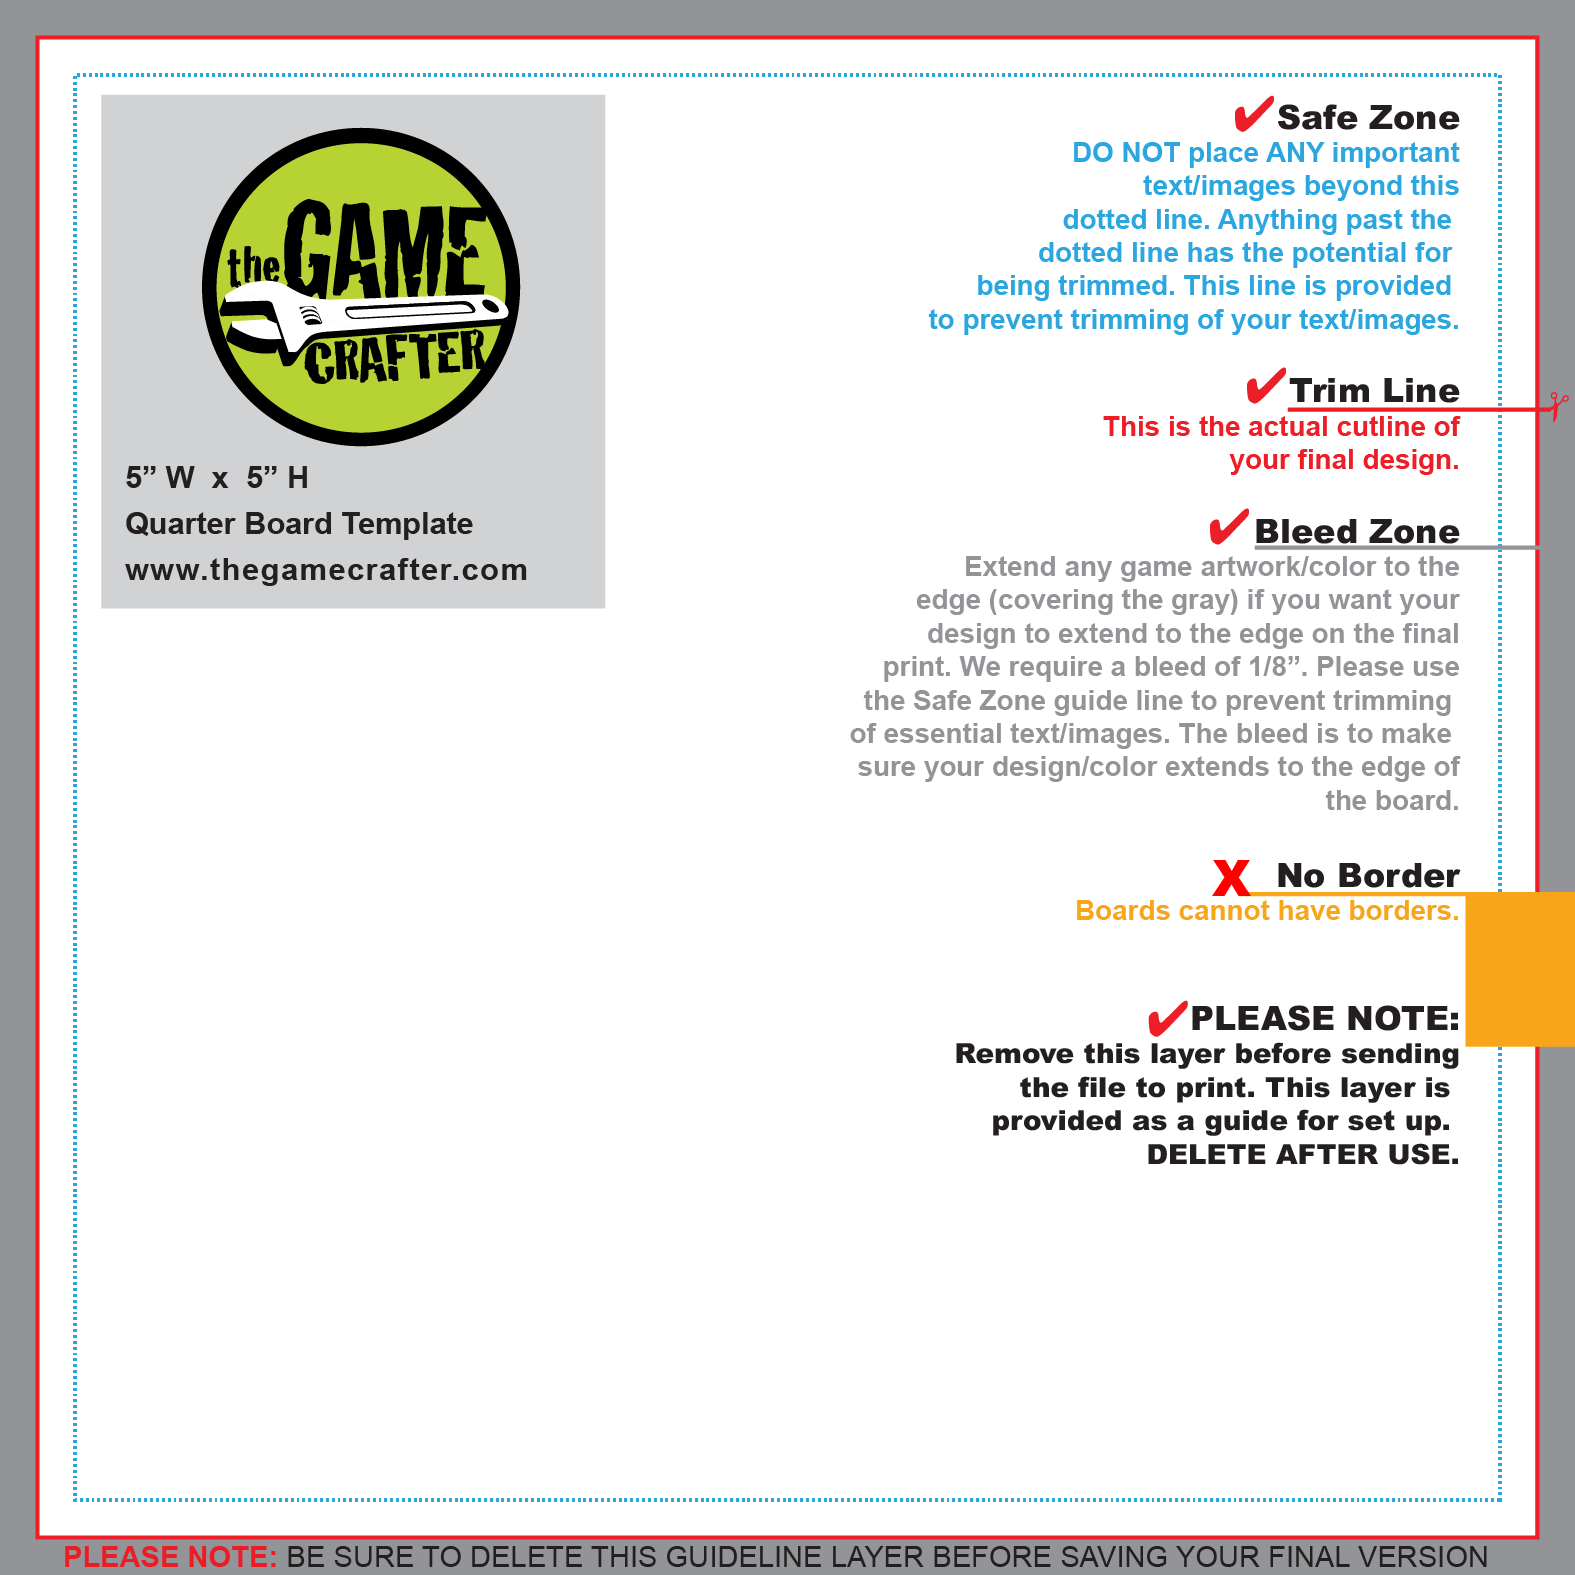 the GAME
CRAFTER
5” W x 5” H
Quarter Board Template
www.thegamecrafter.com
Safe Zone
DO NOT place ANY important
text/images beyond this
dotted line. Anything past the
dotted line has the potential for
being trimmed. This line is provided
to prevent trimming of your text/images.
Trim Line
This is the actual cutline of
your final design.
Bleed Zone
Extend any game artwork/color to the
edge (covering the gray) if you want your
design to extend to the edge on the final
print. We require a bleed of 1/8”. Please use
the Safe Zone guide line to prevent trimming
of essential text/images. The bleed is to make
sure your design/color extends to the edge of
the board.
X No Border
Boards cannot have borders.
PLEASE NOTE:
Remove this layer before sending
the file to print. This layer is
provided as a guide for set up.
DELETE AFTER USE.
PLEASE NOTE: BE SURE TO DELETE THIS GUIDELINE LAYER BEFORE SAVING YOUR FINAL VERSION